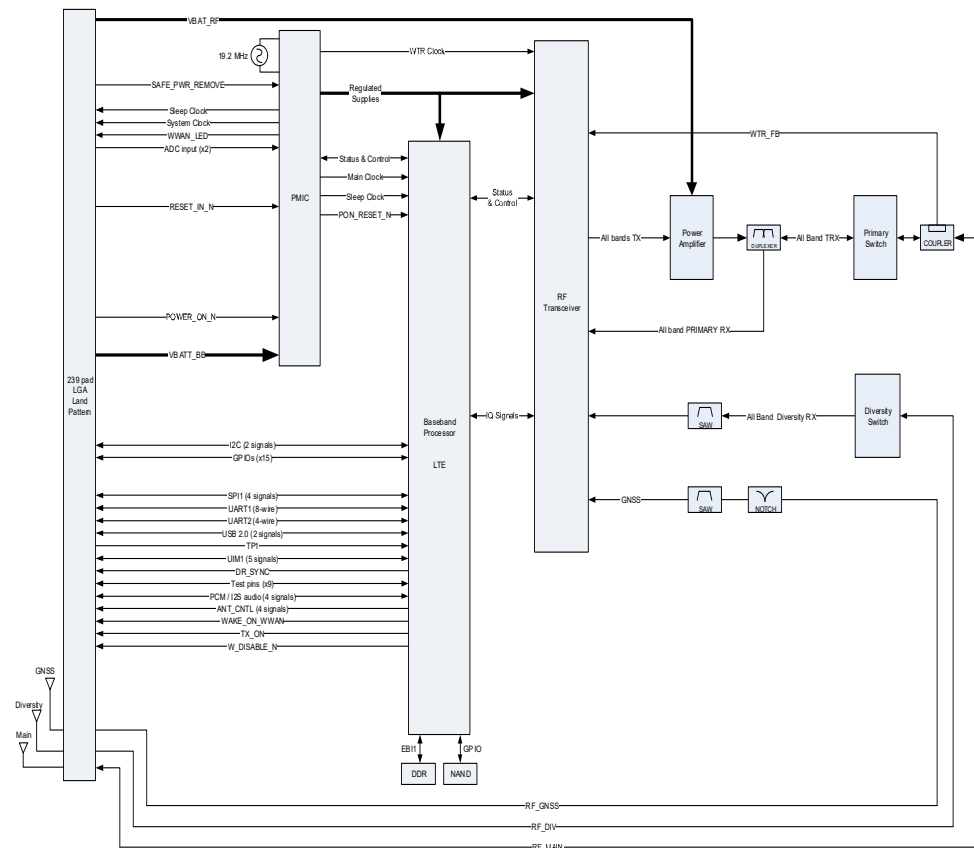 VBAT_RF
19.2 MHz
WTR Clock
SAFE_PWR_REMOVE
Regulated
Supplies
Sleep Clock
System Clock
WWAN_LED
ADC input (x2)
WTR_FB
Status & Control
Main Clock
Sleep Clock
PON_RESET_N
PMIC
Status
& Control
RESET_IN_N
All bands TX
Power
Amplifier
DUPLEXER
All Band TRX
Primary
Switch
COUPLER
RF
Transceiver
POWER_ON_N
All band PRIMARY RX
VBATT_BB
239 pad
LGA
Land
Pattern
Baseband
Processor
LTE
IQ Signals
SAW
All Band Diversity RX
Diversity
Switch
I2C (2 signals)
GPIOs (x15)
SPI1 (4 signals)
UART1 (8-wire)
UART2 (4-wire)
USB 2.0 (2 signals)
TP1
UIM1 (5 signals)
DR_SYNC
Test pins (x9)
PCM / I2S audio (4 signals)
ANT_CNTL (4 signals)
WAKE_ON_WWAN
TX_ON
W_DISABLE_N
GNSS
SAW
NOTCH
GNSS
Diversity
Main
EBI1
GPIO
DDR
NAND
RF_GNSS
RF_DIV
RF_MAIN